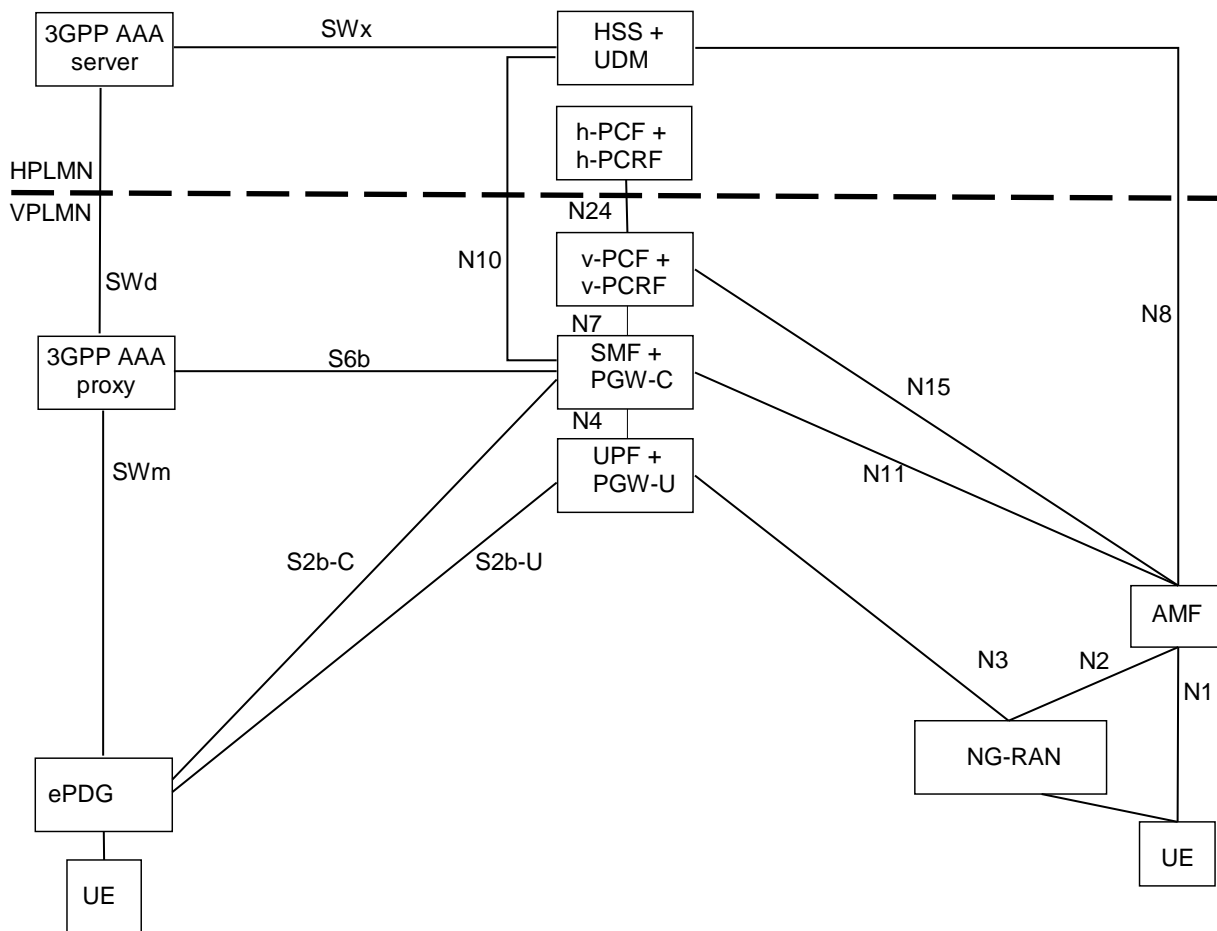 3GPP AAA
server
SWx
HSS +
UDM
h-PCF +
h-PCRF
HPLMN
VPLMN
N24
N10
v-PCF +
v-PCRF
SWd
N8
N7
3GPP AAA
proxy
S6b
SMF +
PGW-C
N15
N4
SWm
UPF +
PGW-U
N11
S2b-C
S2b-U
AMF
N3
N2
N1
NG-RAN
ePDG
UE
UE